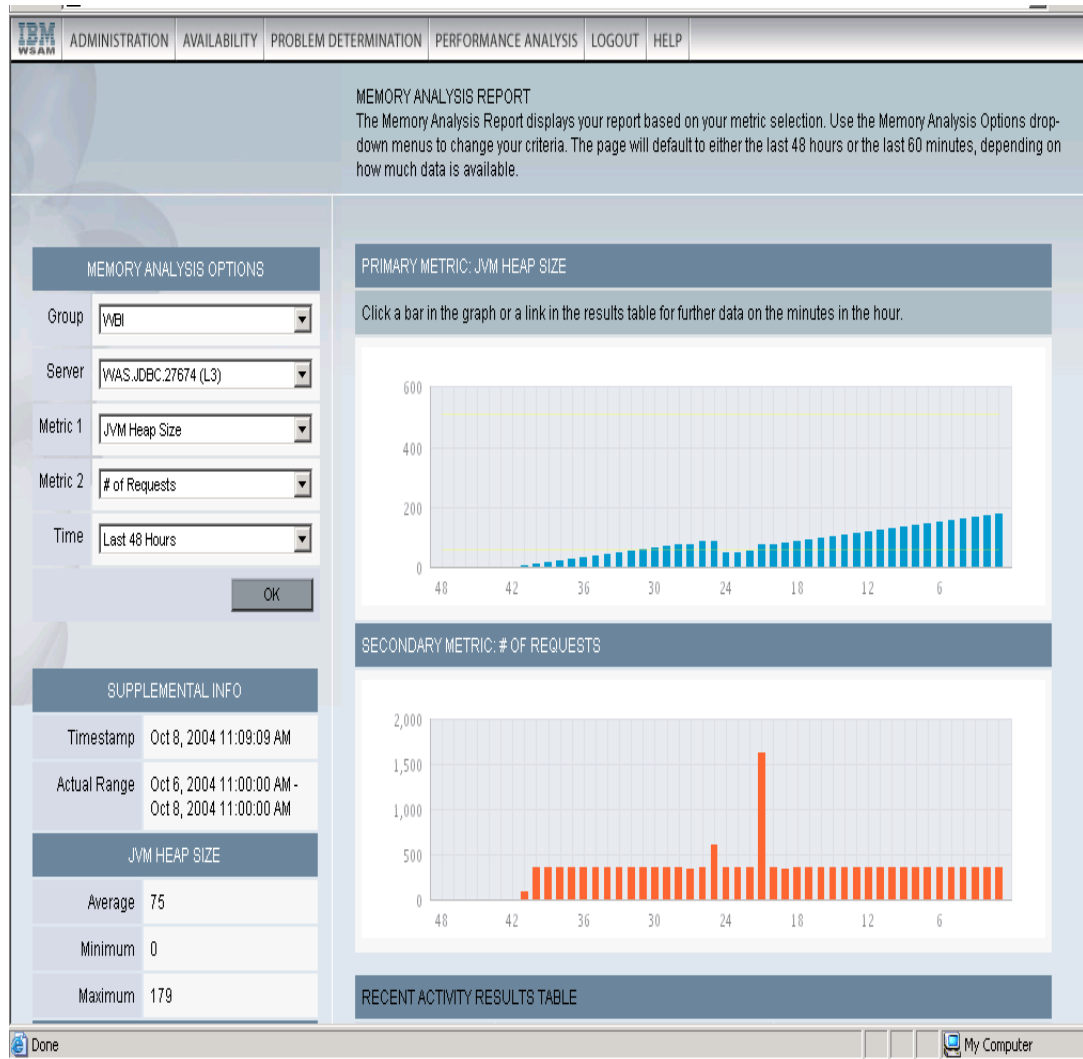 IBM
WSAM
ADMINISTRATION AVAILABILITY PROBLEM DETERMINATION PERFORMANCE ANALYSIS LOGOUT HELP
MEMORY ANALYSIS REPORT
The Memory Analysis Report displays your report based on your metric selection. Use the Memory Analysis Options drop-
down menus to change your criteria. The page will default to either the last 48 hours or the last 60 minutes, depending on
how much data is available.
MEMORY ANALYSIS OPTIONS
Group WBI
Server WAS.JDBC.27674 (L3)
Metric 1 JVM Heap Size
Metric 2 # of Requests
Time Last 48 Hours
OK
SUPPLEMENTAL INFO
Timestamp Oct 8, 2004 11:09:09 AM
Actual Range Oct 6, 2004 11:00:00 AM -
Oct 8, 2004 11:00:00 AM
JVM HEAP SIZE
Average 75
Minimum 0
Maximum 179
PRIMARY METRIC: JVM HEAP SIZE
Click a bar in the graph or a link in the results table for further data on the minutes in the hour.
600
400
200
0
48 42 36 30 24 18 12 6
SECONDARY METRIC: # OF REQUESTS
2,000
1,500
1,000
500
0
48 42 36 30 24 18 12 6
RECENT ACTIVITY RESULTS TABLE
Done
My Computer